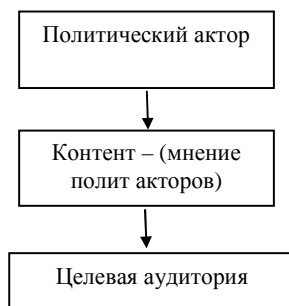 Политический актор
Контент – (мнение
полит акторов)
Целевая аудитория